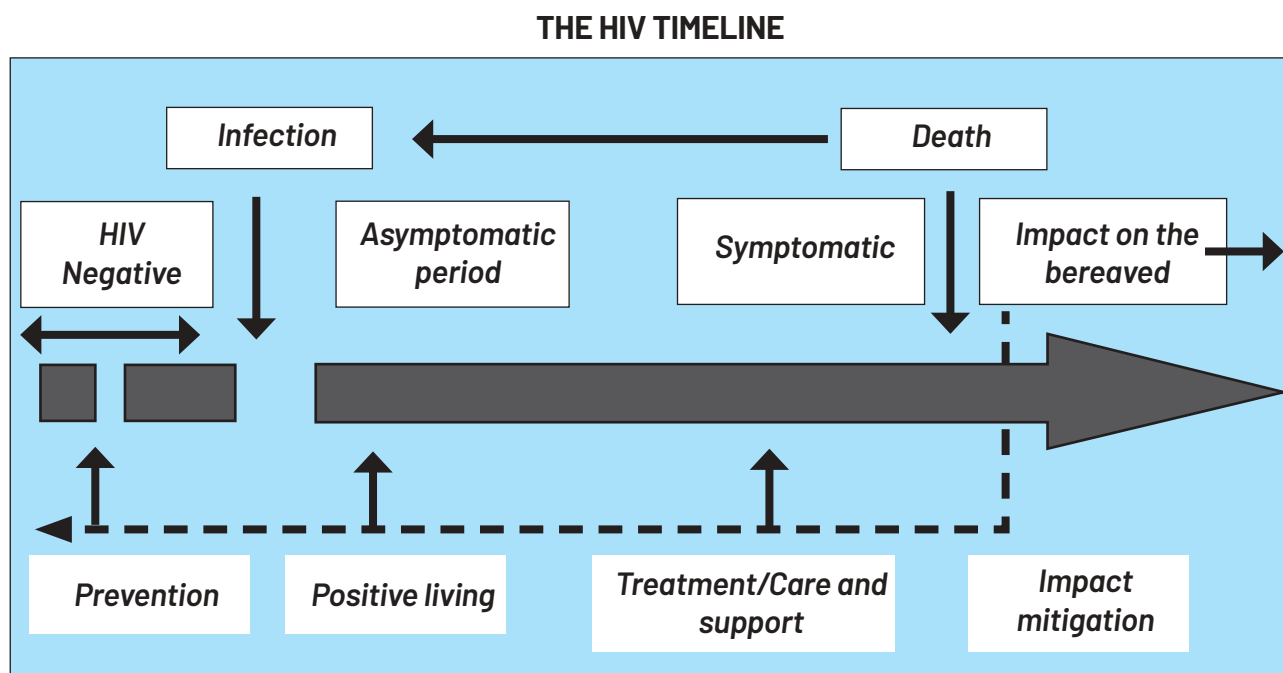 THE HIV TIMELINE
Infection
Death
HIV
Negative
Asymptomatic
period
Symptomatic
Impact on the
bereaved
Prevention
Positive living
Treatment/Care and
support
Impact
mitigation